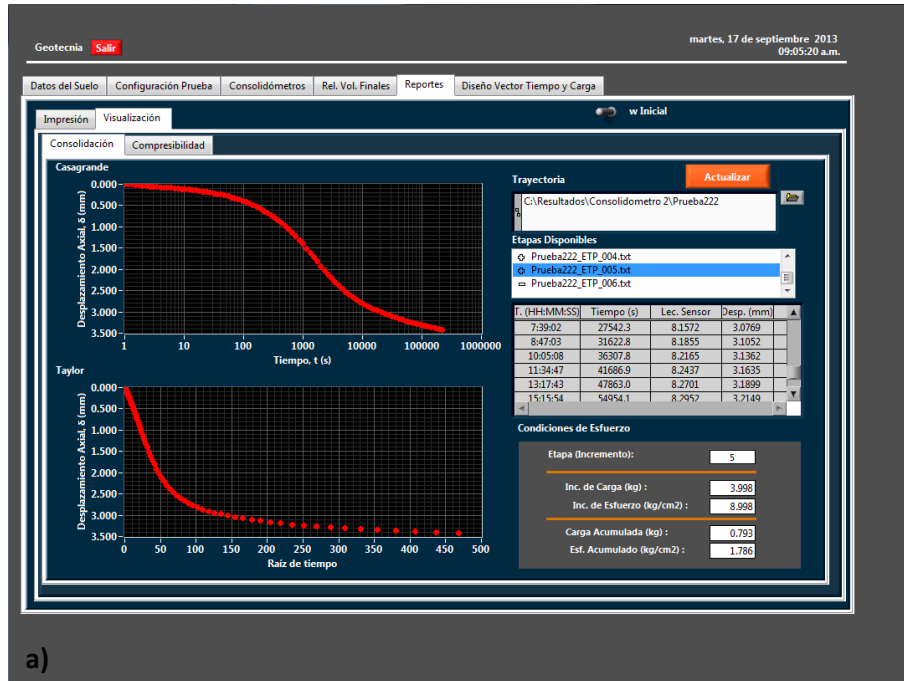 martes, 17 de septiembre 2013
Geotecnia Salir
09:05:20 a.m.
Datos del Suelo Configuración Prueba Consolidómetros Rel. Vol. Finales Reportes Diseño Vector Tiempo y Carga
Impresión Visualización w Inicial
Consolidación Compresibilidad
Casagrande
Desplazamiento Axial, δ (mm)
0.000
0.500
1.000
1.500
2.000
2.500
3.000
3.500
1 10 100 1000 10000 100000 1000000
Tiempo, t (s)
Taylor
Desplazamiento Axial, δ (mm)
0.000
0.500
1.000
1.500
2.000
2.500
3.000
3.500
0 50 100 150 200 250 300 350 400 450 500
Raíz de tiempo
Trayectoria Actualizar
C:\Resultados\Consolidometro 2\Prueba222
Etapas Disponibles
Prueba222_ETP_004.txt
Prueba222_ETP_005.txt
Prueba222_ETP_006.txt
T. (HH:MM:SS) Tiempo (s) Lec. Sensor Desp. (mm)
7:39:02 27542.3 8.1572 3.0769
8:47:03 31622.8 8.1855 3.1052
10:05:08 36307.8 8.2165 3.1362
11:34:47 41686.9 8.2437 3.1635
13:17:43 47863.0 8.2701 3.1899
15:15:54 54954.1 8.2952 3.2149
Condiciones de Esfuerzo
Etapa (Incremento): 5
Inc. de Carga (kg) : 3.998
Inc. de Esfuerzo (kg/cm2) : 8.998
Carga Acumulada (kg) : 0.793
Esf. Acumulado (kg/cm2) : 1.786
a)